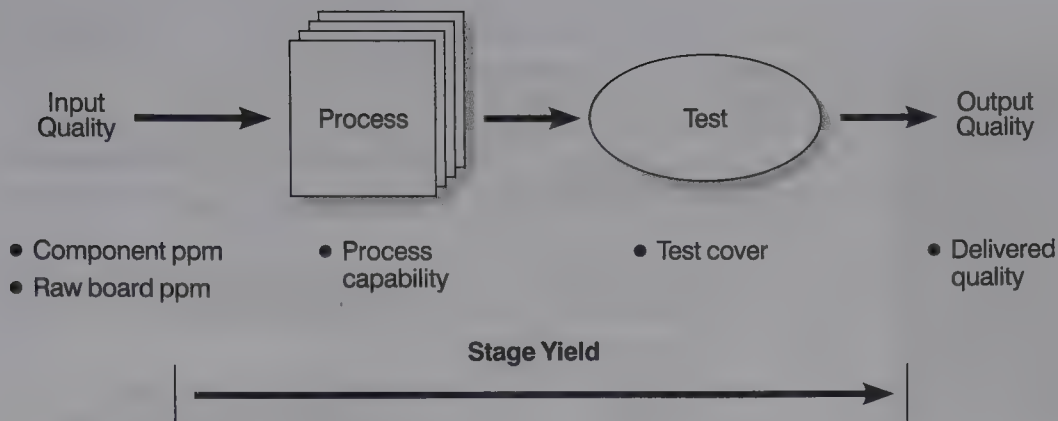 Input
Quality
Process
Test
Output
Quality
• Component ppm
• Raw board ppm
• Process
capability
• Test cover
• Delivered
quality
Stage Yield